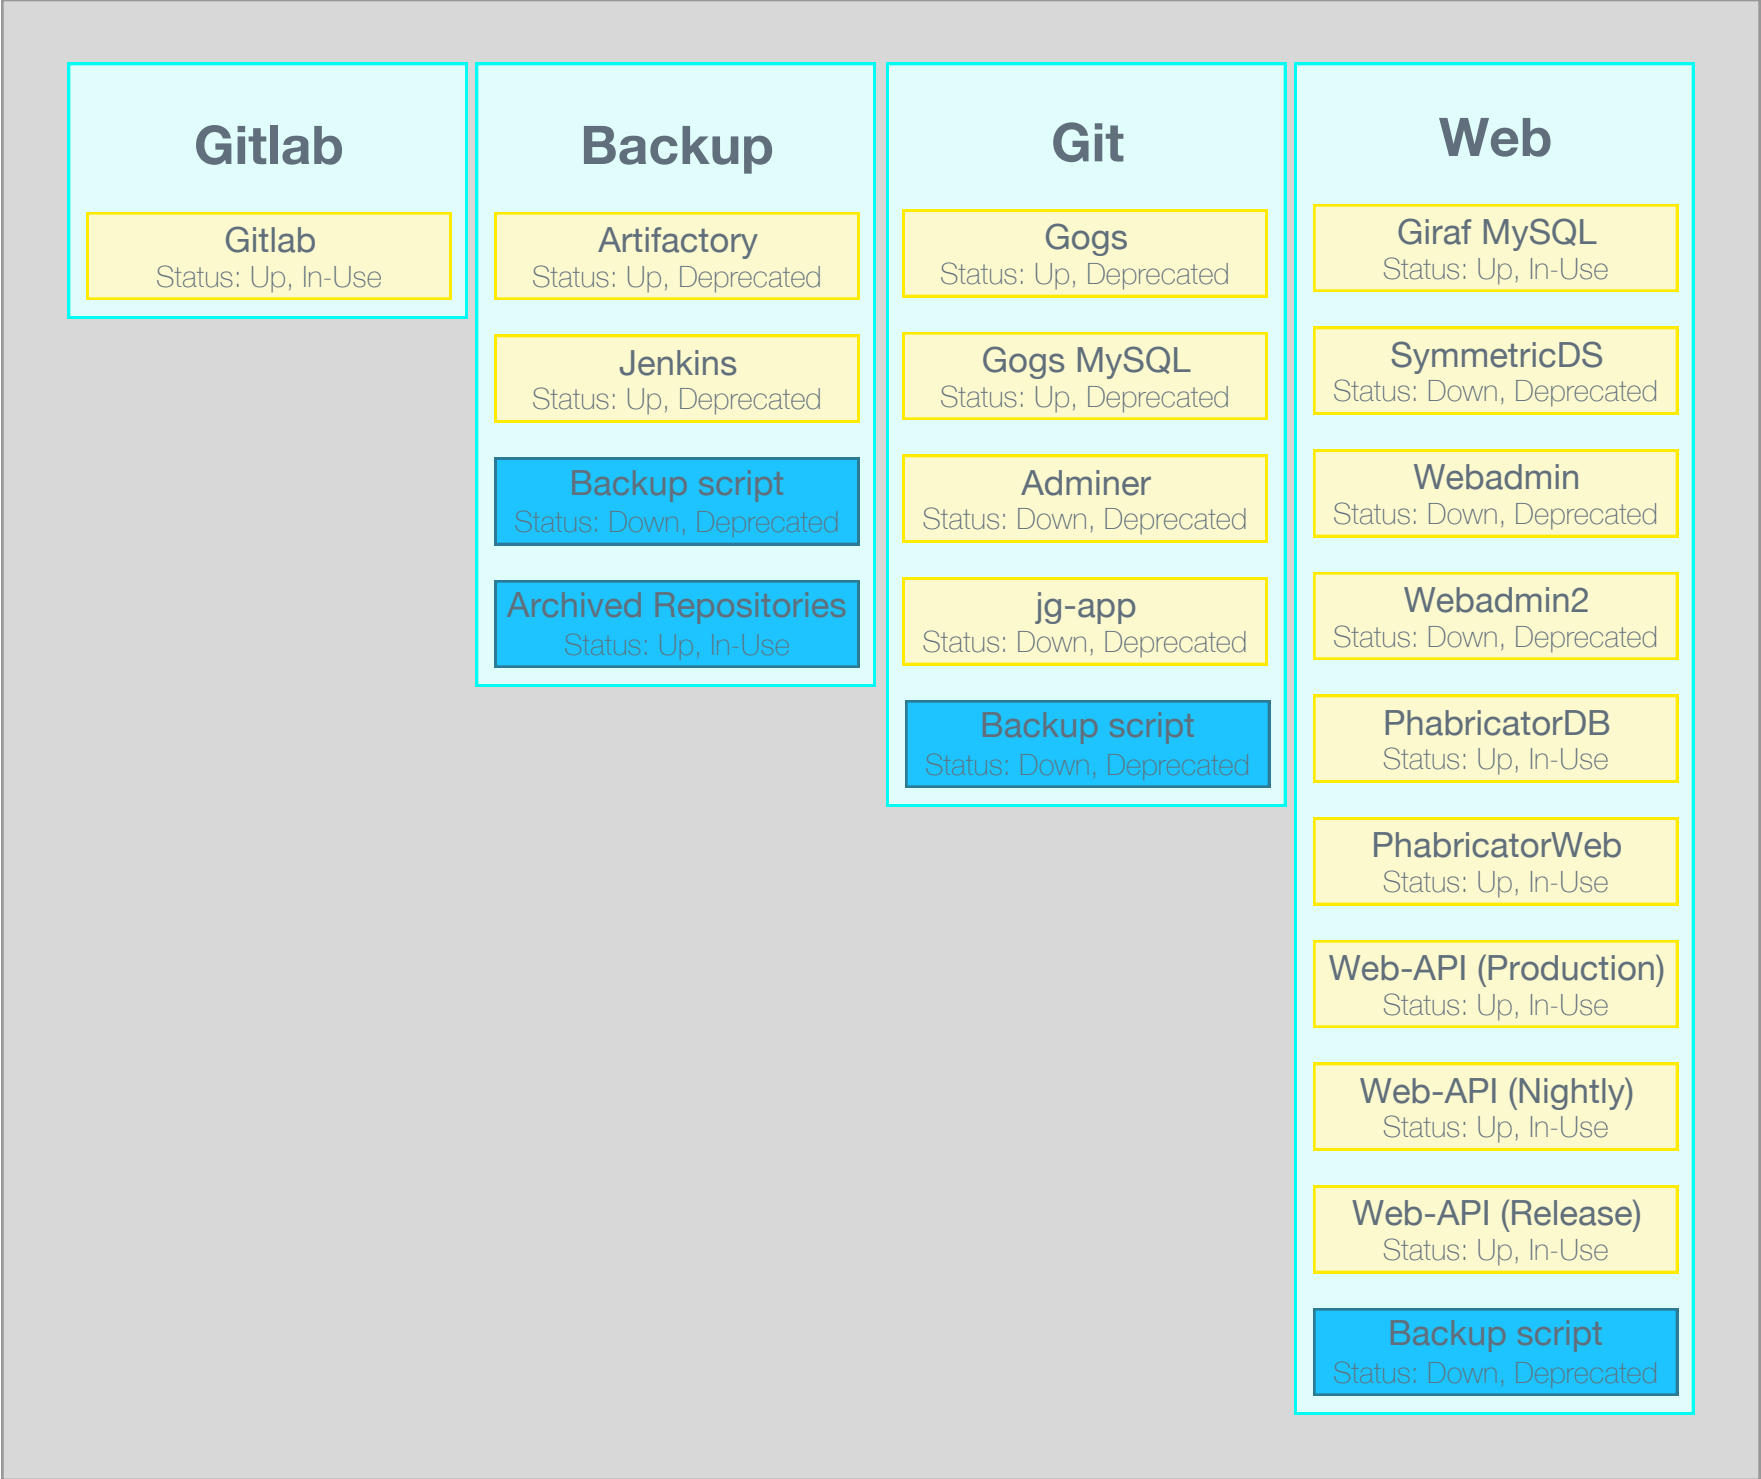 Gitlab
Gitlab
Status: Up, In-Use
Backup
Artifactory
Status: Up, Deprecated
Jenkins
Status: Up, Deprecated
Backup script
Status: Down, Deprecated
Archived Repositories
Status: Up, In-Use
Git
Gogs
Status: Up, Deprecated
Gogs MySQL
Status: Up, Deprecated
Adminer
Status: Down, Deprecated
jg-app
Status: Down, Deprecated
Backup script
Status: Down, Deprecated
Web
Giraf MySQL
Status: Up, In-Use
SymmetricDS
Status: Down, Deprecated
Webadmin
Status: Down, Deprecated
Webadmin2
Status: Down, Deprecated
PhabricatorDB
Status: Up, In-Use
PhabricatorWeb
Status: Up, In-Use
Web-API (Production)
Status: Up, In-Use
Web-API (Nightly)
Status: Up, In-Use
Web-API (Release)
Status: Up, In-Use
Backup script
Status: Down, Deprecated